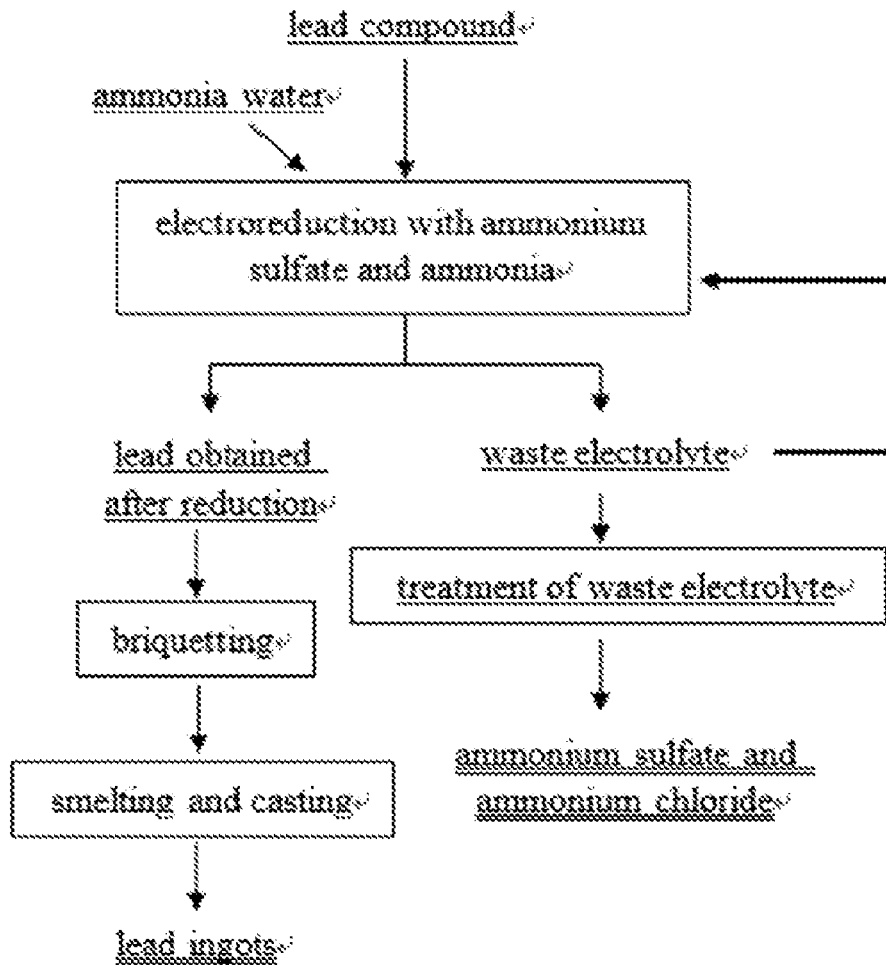 lead compound
ammonia water
electroreduction with ammonium
sulfate and ammonia
lead obtained
after reduction
waste electrolyte
treatment of waste electrolyte
briquetting
ammonium sulfate and
ammonium chloride
smelting and casting
lead ingots